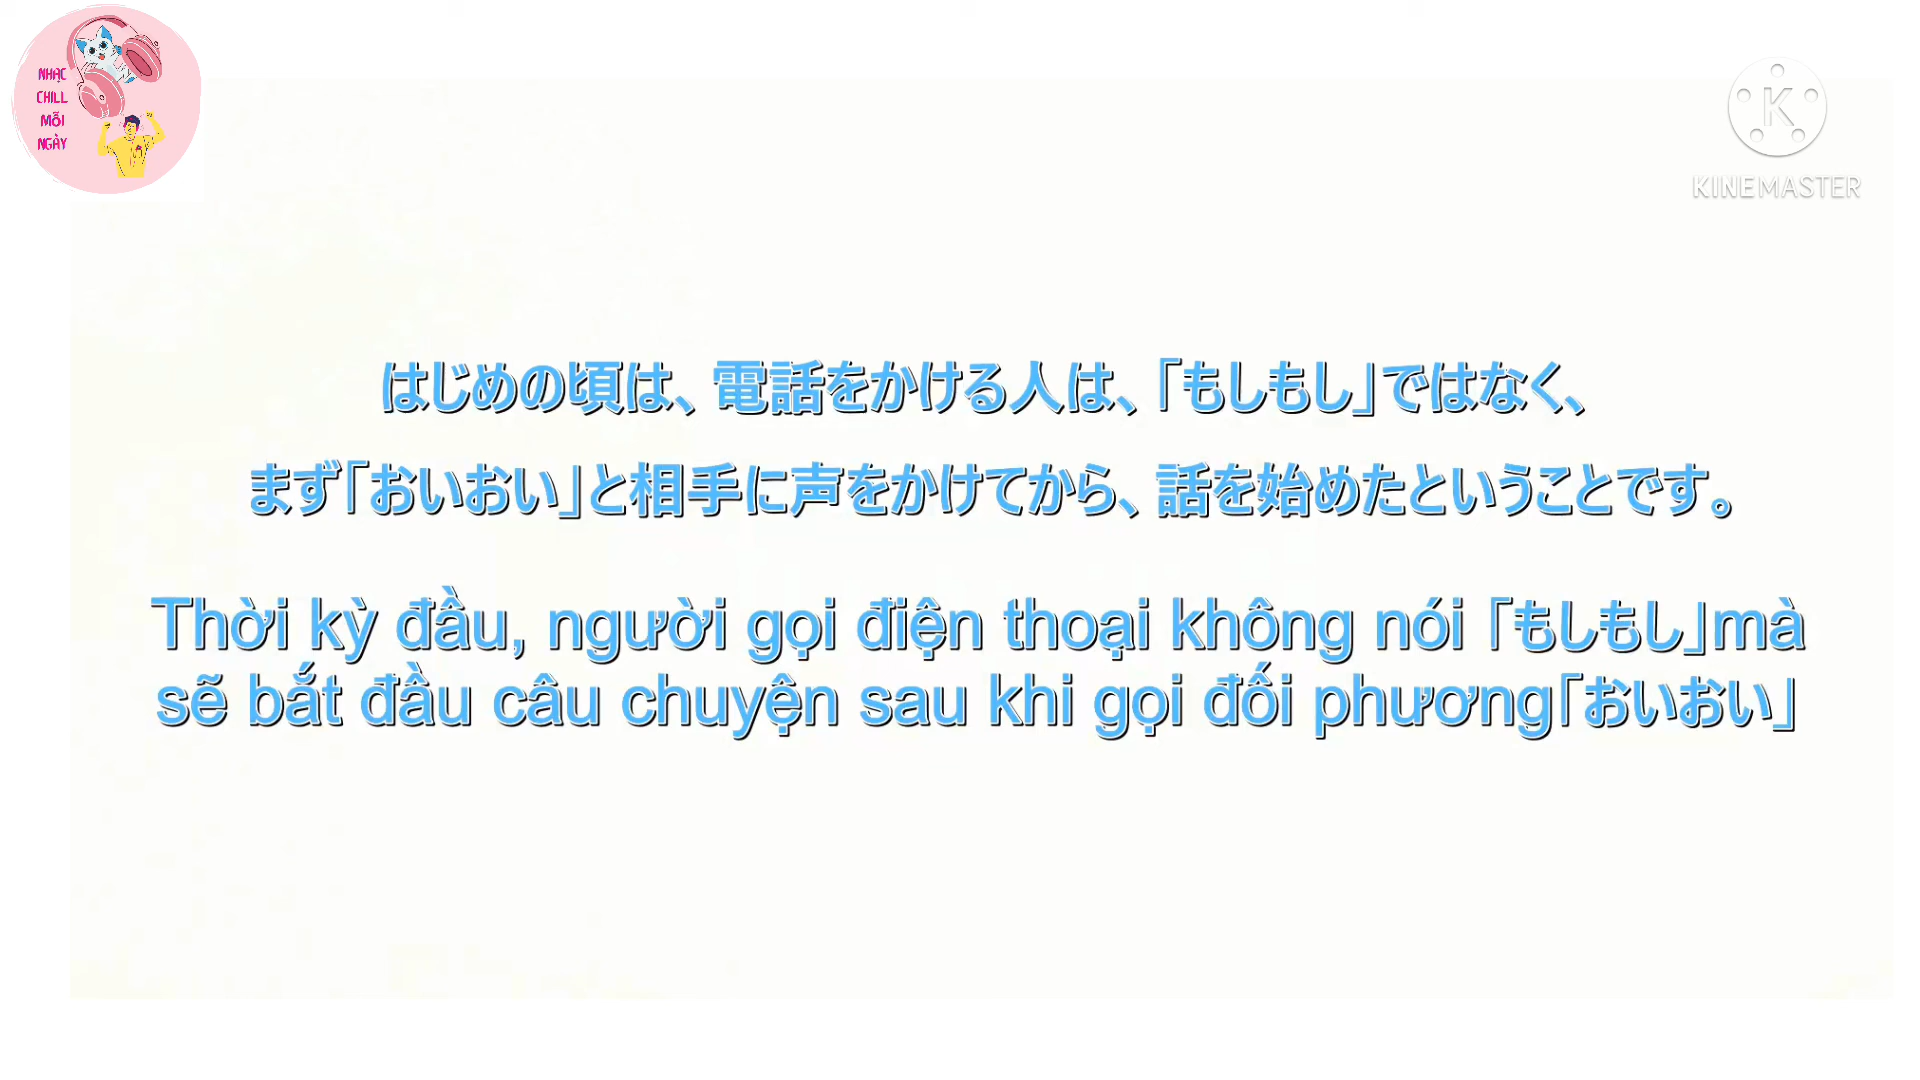 NHẠC
CHILL
MỖI
NGÀY
KINEMASTER
はじめの頃は、電話をかける人は、「もしもし」ではなく、
まず「おいおい」と相手に声をかけてから、話を始めたということです。
Thời kỳ đầu, người gọi điện thoại không nói 「もしもし」mà
sẽ bắt đầu câu chuyện sau khi gọi đối phương「おいおい」